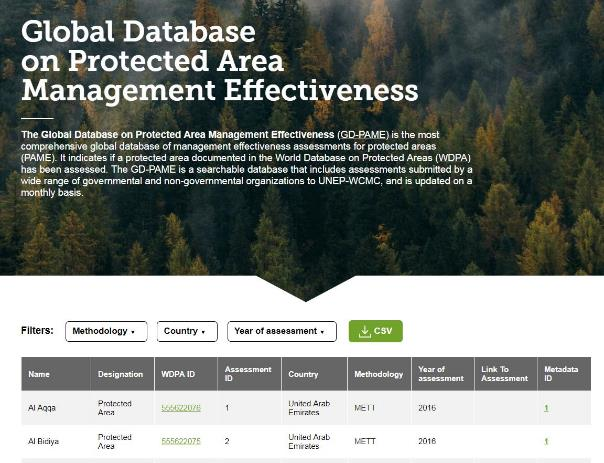 Global Database
on Protected Area
Management Effectiveness
The Global Database on Protected Area Management Effectiveness (GD-PAME) is the most
comprehensive global database of management effectiveness assessments for protected areas
(PAME). It indicates if a protected area documented in the World Database on Protected Areas (WDPA)
has been assessed. The GD-PAME is a searchable database that includes assessments submitted by a
wide range of governmental and non-governmental organizations to UNEP-WCMC, and is updated on a
monthly basis.
Filters: Methodology Country Year of assessment CSV
Name Designation WDPA ID Assessment ID Country Methodology Year of assessment Link To Assessment Metadata ID
Al Aqqa Protected Area 555622076 1 United Arab Emirates METT 2016 1
Al Bidiya Protected Area 555622075 2 United Arab Emirates METT 2016 1